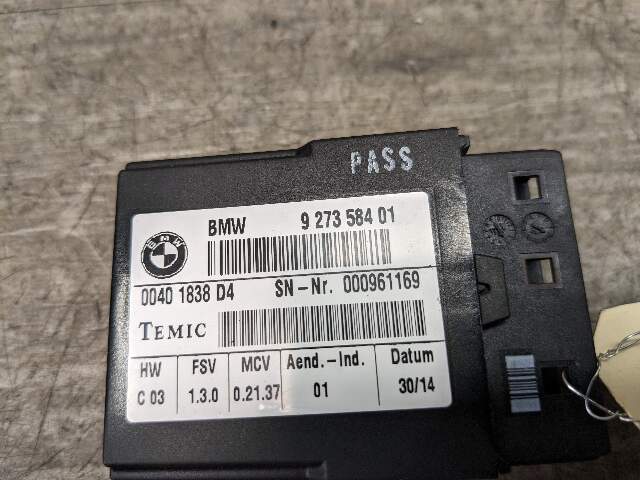 PASS
BMW 9 273 584 01
BMW
0040 1838 D4 SN-Nr. 000961169
TEMIC
HW FSV MCV Aend.-Ind. Datum
C 03 1.3.0 0.21.37 01 30/14